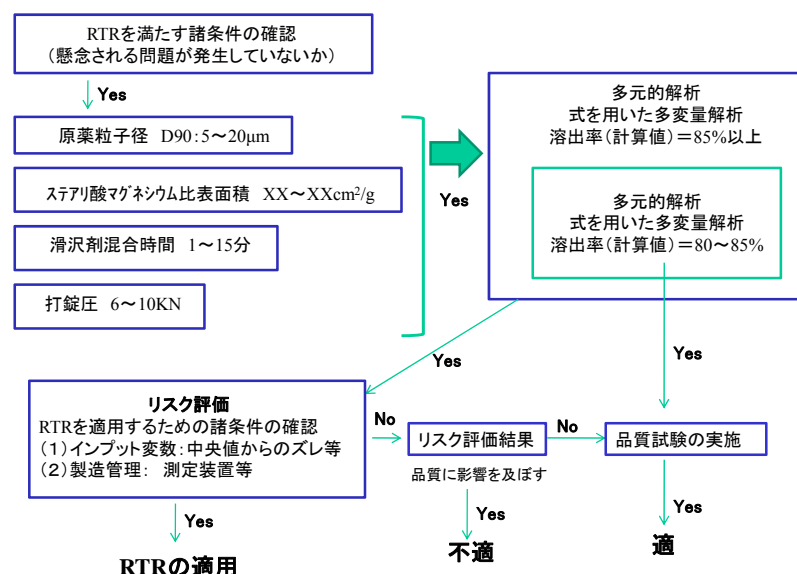 RTRを満たす諸条件の確認
（懸念される問題が発生していないか）
Yes
原薬粒子径 D90：5～20μm
ステアリ酸マグネシウム比表面積 XX～XXcm²/g
滑沢剤混合時間 1～15分
打錠圧 6～10KN
Yes
多元的解析
式を用いた多変量解析
溶出率（計算値）＝85%以上
多元的解析
式を用いた多変量解析
溶出率（計算値）＝80～85%
Yes
Yes
リスク評価
RTRを適用するための諸条件の確認
（１）インプット変数：中央値からのズレ等
（２）製造管理： 測定装置等
No
リスク評価結果
No
品質試験の実施
品質に影響を及ぼす
Yes
Yes
Yes
RTRの適用
不適
適